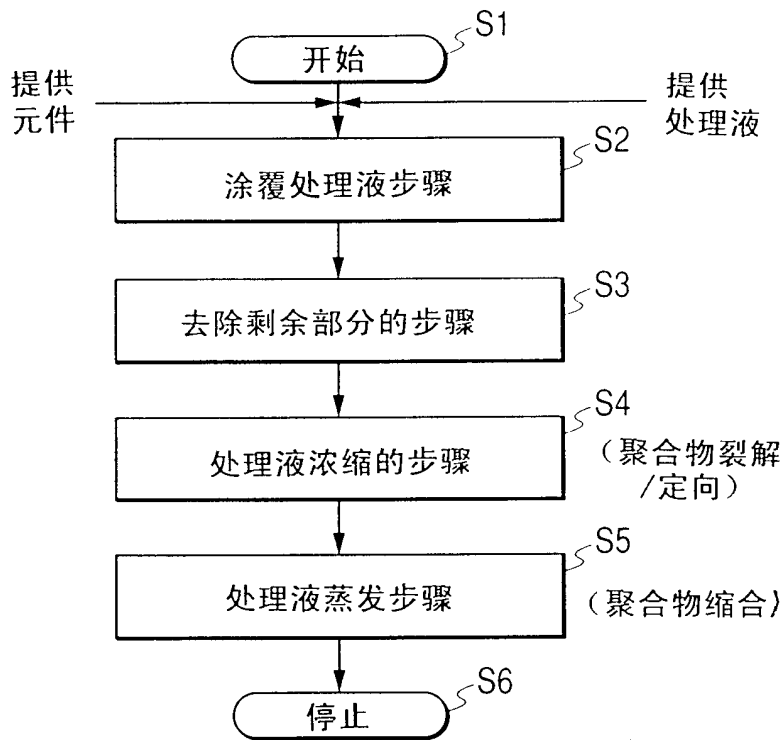 S1
开始
提供
元件
提供
处理液
S2
涂覆处理液步骤
S3
去除剩余部分的步骤
S4
处理液浓缩的步骤
（聚合物裂解
/定向）
S5
处理液蒸发步骤
（聚合物缩合）
S6
停止